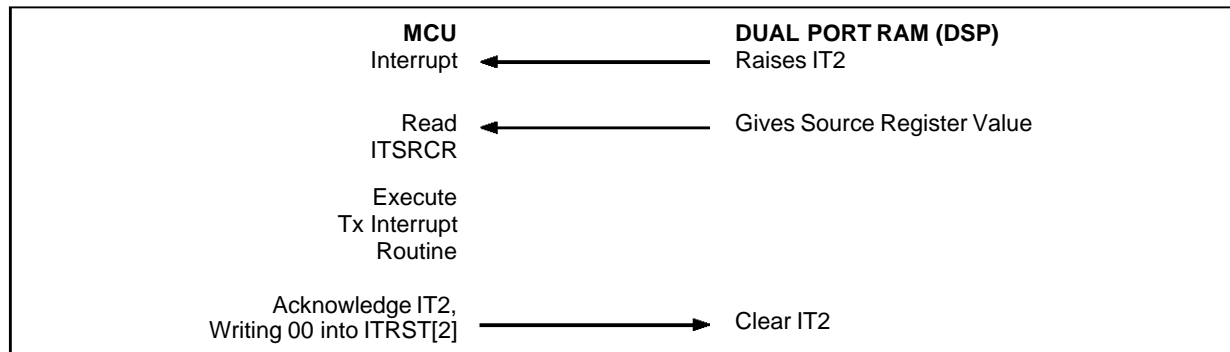 MCU DUAL PORT RAM (DSP)
Interrupt Raises IT2
Read Gives Source Register Value
ITSRCR
Execute
Tx Interrupt
Routine
Acknowledge IT2,
Writing 00 into ITRST[2] Clear IT2